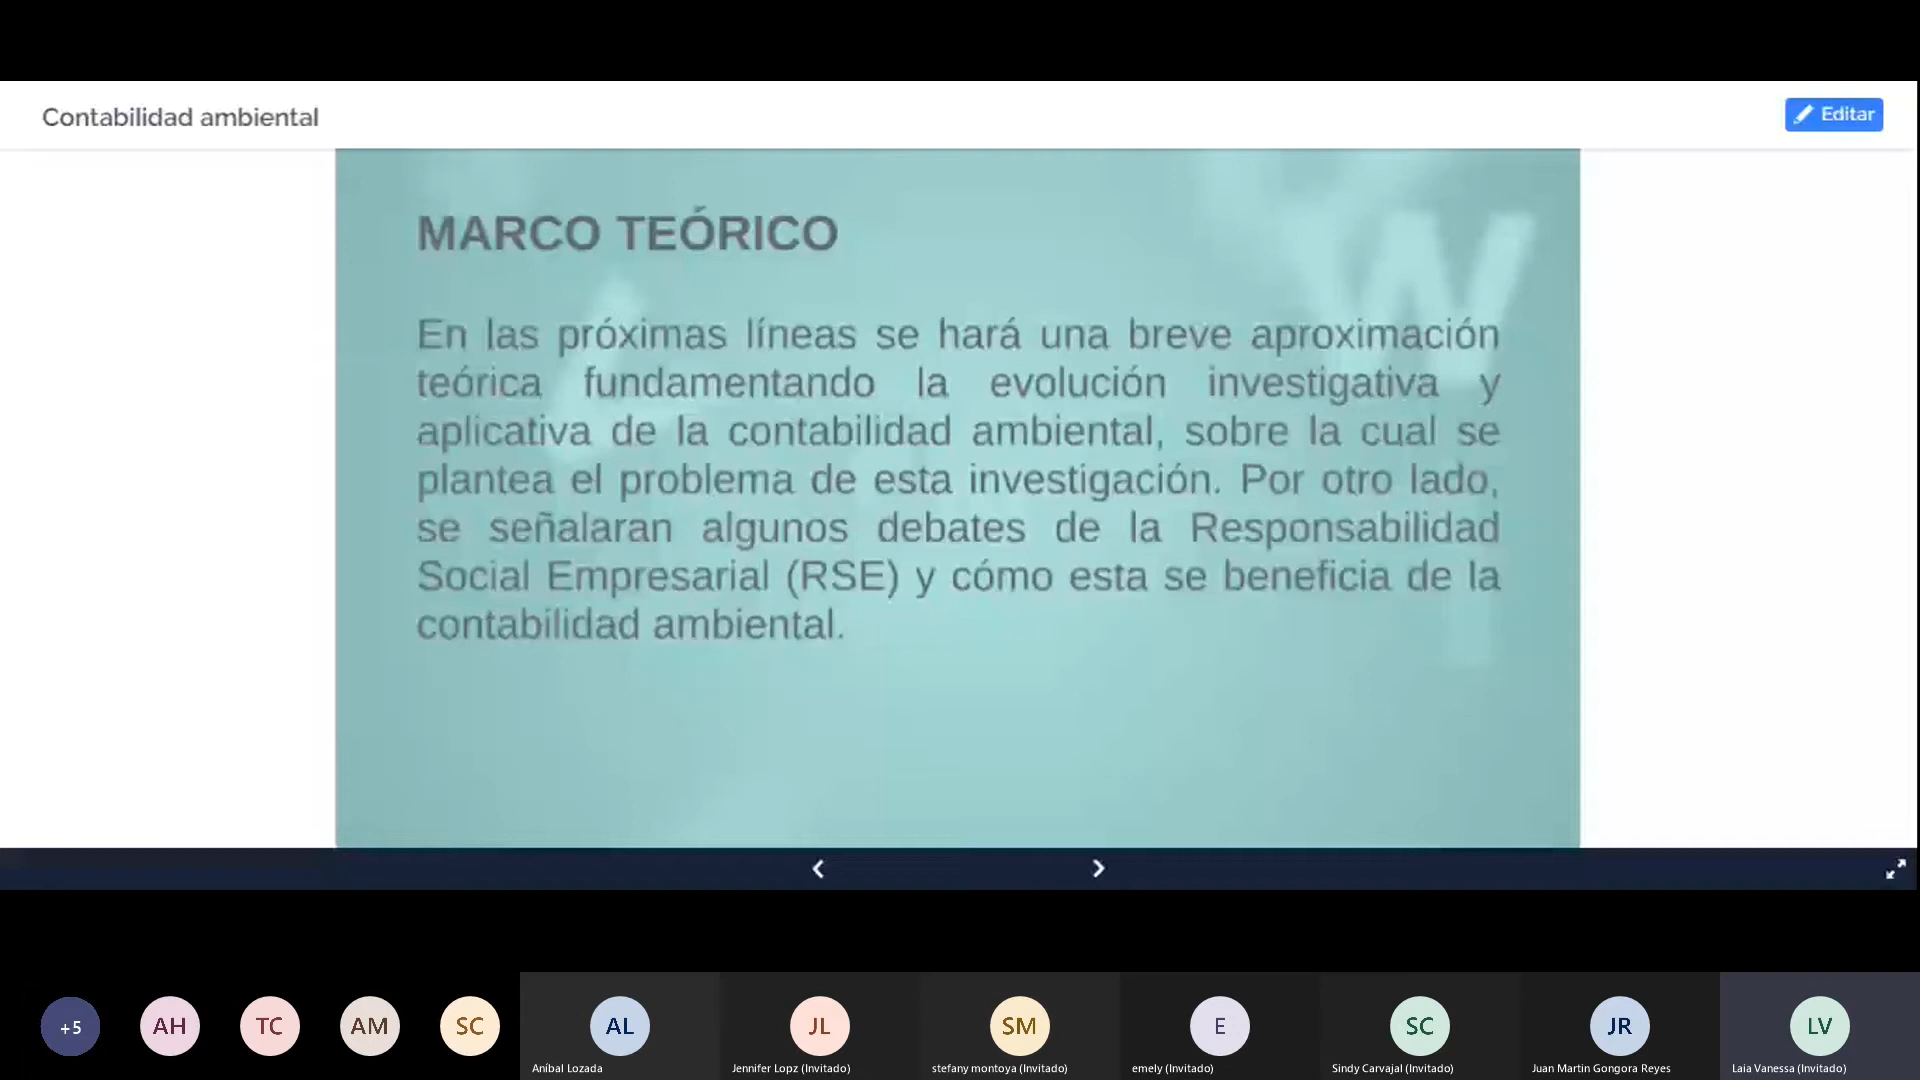 Contabilidad ambiental
Editar
MARCO TEÓRICO
En las próximas líneas se hará una breve aproximación
teórica fundamentando la evolución investigativa y
aplicativa de la contabilidad ambiental, sobre la cual se
plantea el problema de esta investigación. Por otro lado,
se señalaran algunos debates de la Responsabilidad
Social Empresarial (RSE) y cómo esta se beneficia de la
contabilidad ambiental.
W
+5
AH
TC
AM
SC
AL
JL
SM
E
SC
JR
LV
Aníbal Lozada
Jennifer Lopz (Invitado)
stefany montoya (Invitado)
emely (Invitado)
Sindy Carvajal (Invitado)
Juan Martin Gongora Reyes
Laia Vanessa (Invitado)